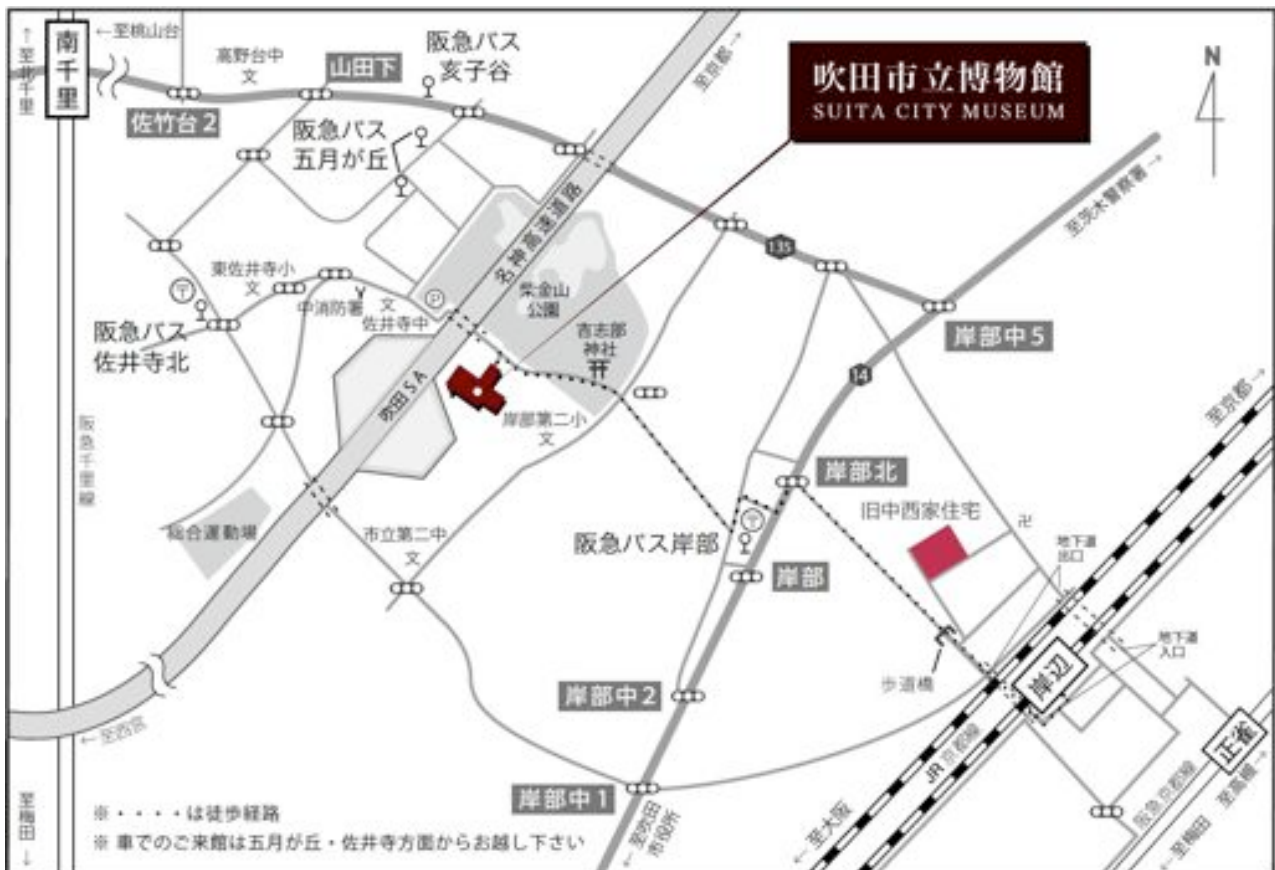 ←至桃山台
↑至北千里
南千里
高野台中
文
山田下
阪急バス
亥子谷
佐竹台2
阪急バス
五月が丘
至京都→
吹田市立博物館
SUITA CITY MUSEUM
N
至茨木警察署→
名神高速道路
135
東佐井寺小
文
中消防署
文
佐井寺中
P
紫金山
公園
吉志部
神社
〒
阪急バス
佐井寺北
岸部中5
14
吹田SA
岸部第二小
文
至京都→
阪急千里線
岸部北
旧中西家住宅
卍
総合運動場
市立第二中
文
〒
阪急バス岸部
岸部
地下道
出口
地下道
入口
岸辺
歩道橋
岸部中2
←至西宮
正雀
JR京都線
阪急京都線
至高槻→
岸部中1
至梅田↓
←至吹田
市役所
←至大阪
←至梅田
※・・・・は徒歩経路
※ 車でのご来館は五月が丘・佐井寺方面からお越し下さい